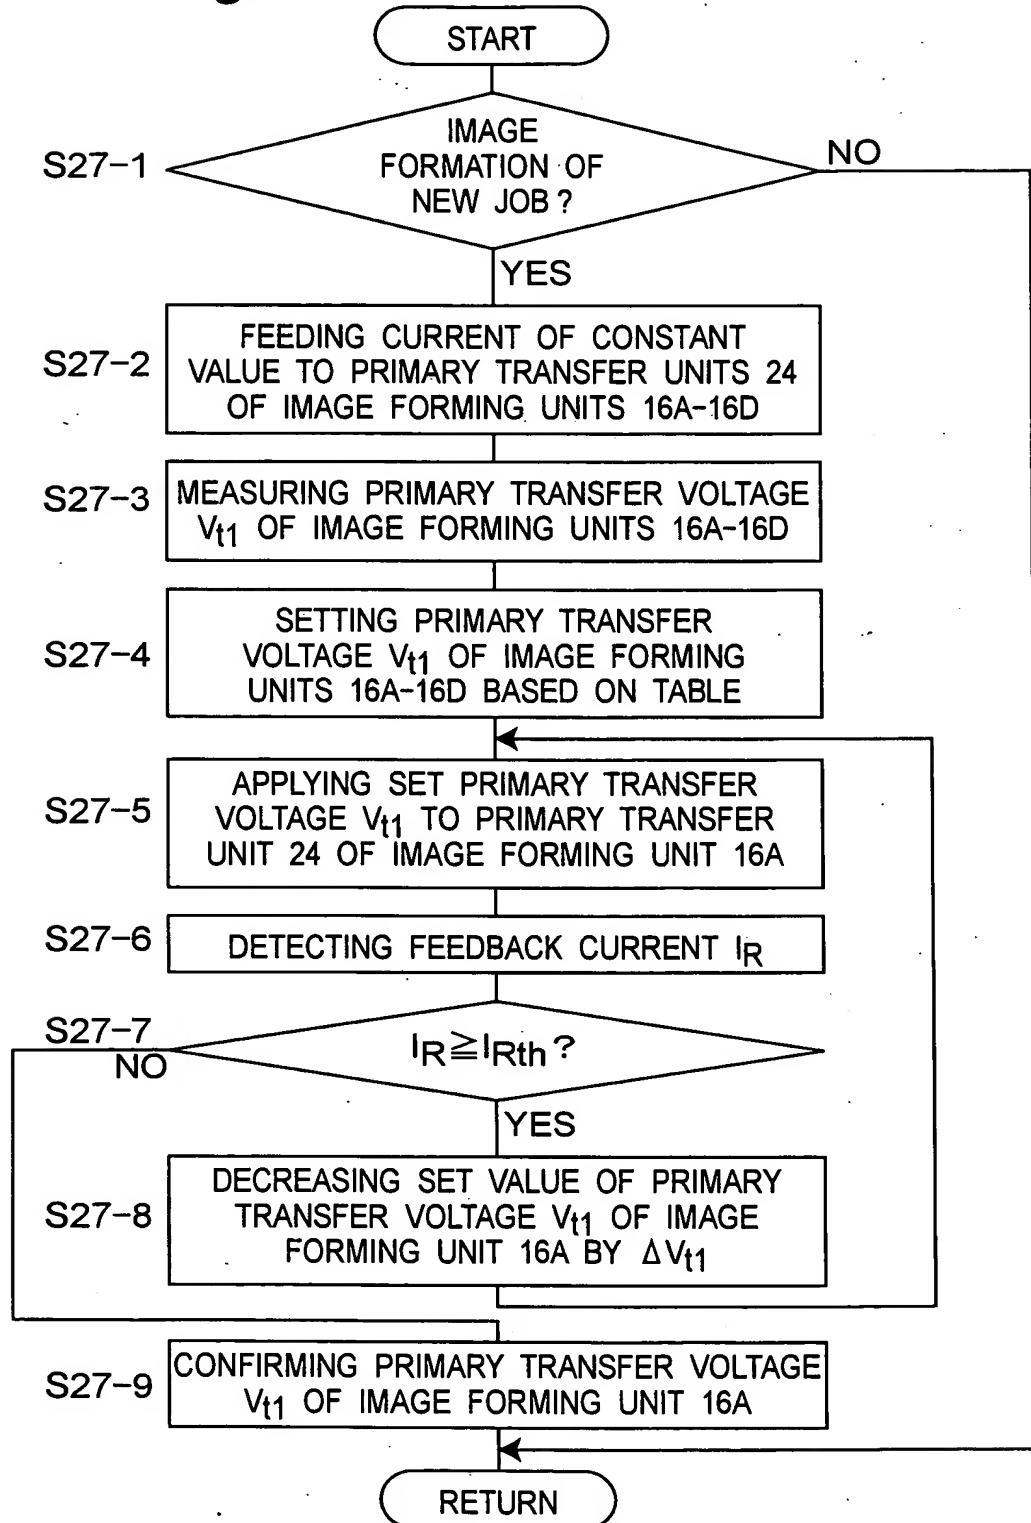 START
S27-1
IMAGE
FORMATION OF
NEW JOB?
NO
YES
S27-2
FEEDING CURRENT OF CONSTANT
VALUE TO PRIMARY TRANSFER UNITS 24
OF IMAGE FORMING UNITS 16A-16D
S27-3
MEASURING PRIMARY TRANSFER VOLTAGE
Vt1 OF IMAGE FORMING UNITS 16A-16D
S27-4
SETTING PRIMARY TRANSFER
VOLTAGE Vt1 OF IMAGE FORMING
UNITS 16A-16D BASED ON TABLE
S27-5
APPLYING SET PRIMARY TRANSFER
VOLTAGE Vt1 TO PRIMARY TRANSFER
UNIT 24 OF IMAGE FORMING UNIT 16A
S27-6
DETECTING FEEDBACK CURRENT IR
S27-7
NO
IR≧IRth?
YES
S27-8
DECREASING SET VALUE OF PRIMARY
TRANSFER VOLTAGE Vt1 OF IMAGE
FORMING UNIT 16A BY ΔVt1
S27-9
CONFIRMING PRIMARY TRANSFER VOLTAGE
Vt1 OF IMAGE FORMING UNIT 16A
RETURN